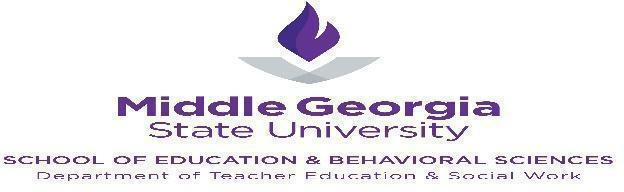 Middle Georgia
State University
SCHOOL OF EDUCATION & BEHAVIORAL SCIENCES
Department of Teacher Education & Social Work